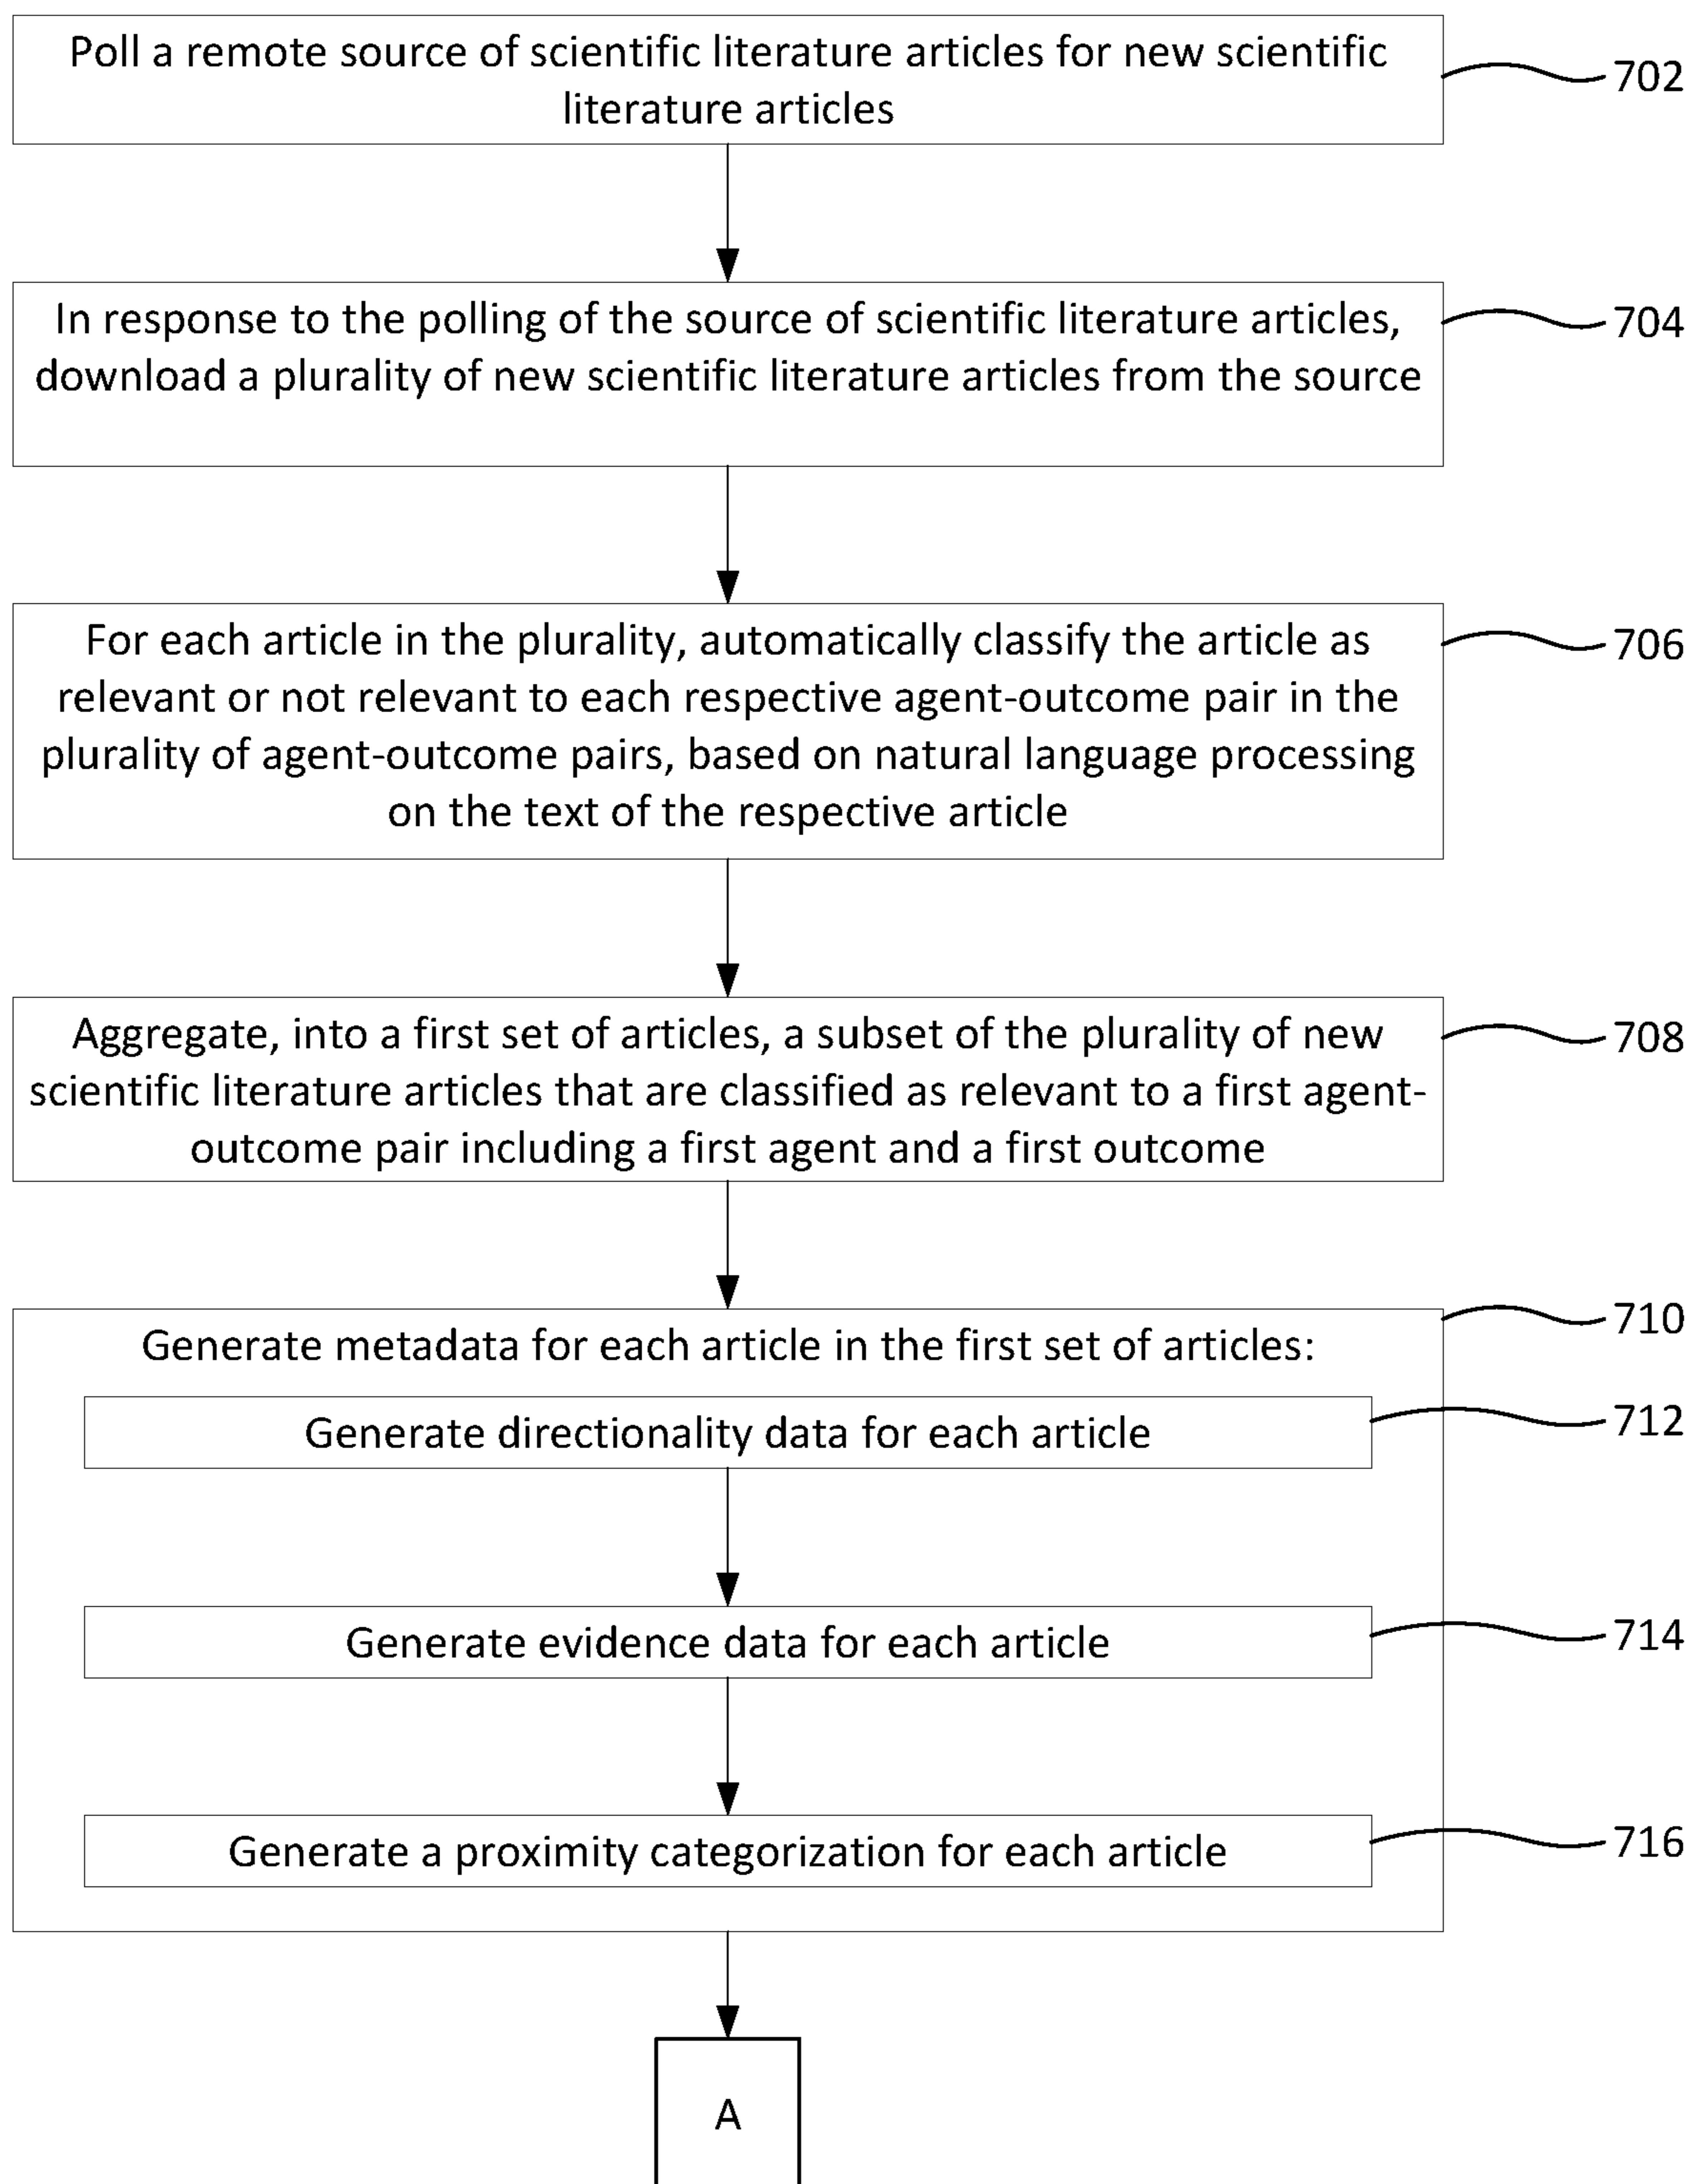 Poll a remote source of scientific literature articles for new scientific
literature articles
702
In response to the polling of the source of scientific literature articles,
download a plurality of new scientific literature articles from the source
704
For each article in the plurality, automatically classify the article as
relevant or not relevant to each respective agent-outcome pair in the
plurality of agent-outcome pairs, based on natural language processing
on the text of the respective article
706
Aggregate, into a first set of articles, a subset of the plurality of new
scientific literature articles that are classified as relevant to a first agent-
outcome pair including a first agent and a first outcome
708
Generate metadata for each article in the first set of articles:
710
Generate directionality data for each article
712
Generate evidence data for each article
714
Generate a proximity categorization for each article
716
A